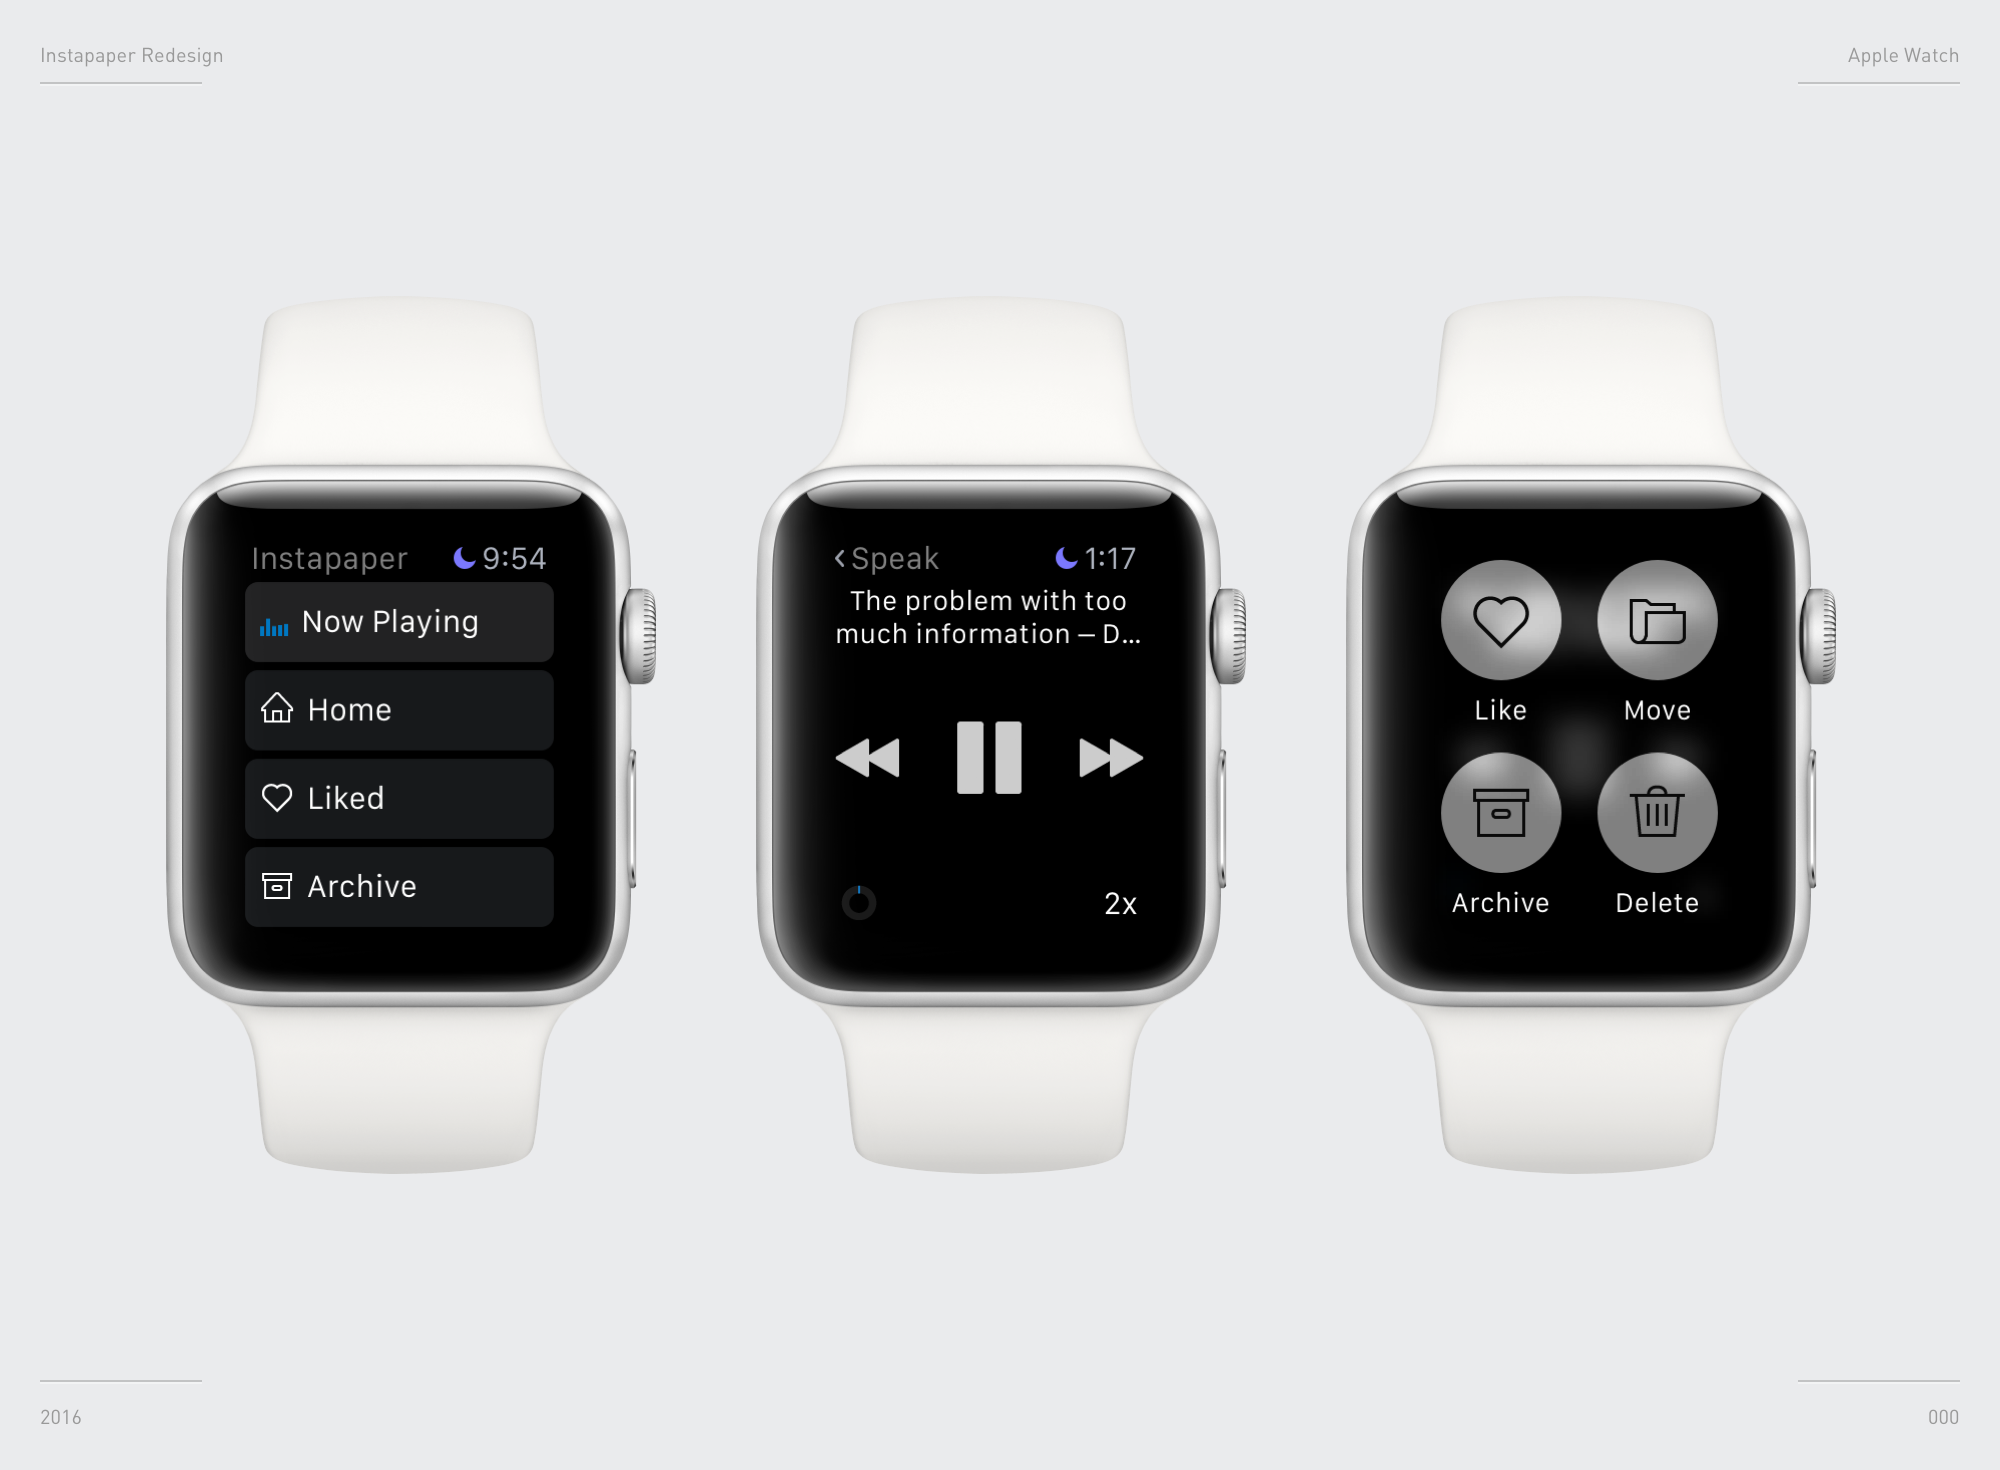 Instapaper Redesign
Apple Watch
Instapaper 9:54
Now Playing
Home
Liked
Archive
Speak 1:17
The problem with too
much information – D...
2x
Like
Move
Archive
Delete
2016
000